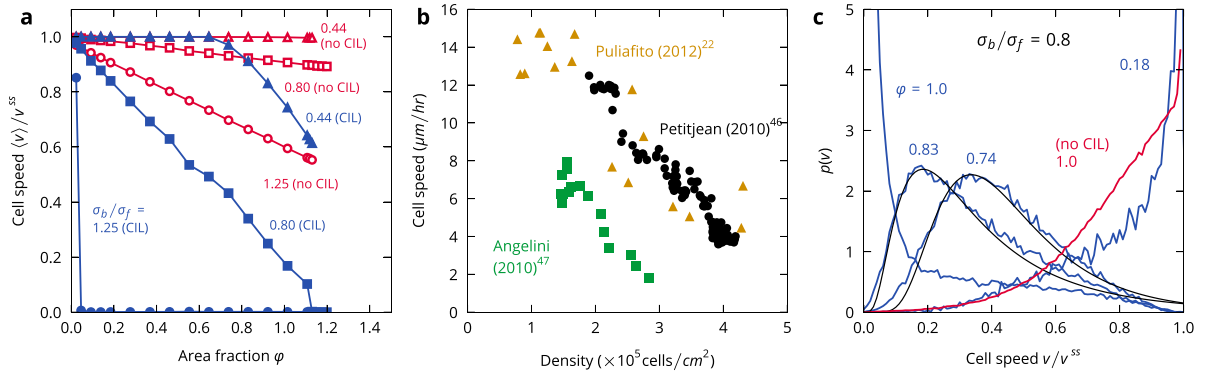 a
Cell speed ⟨v⟩/v^ss
1.0
0.8
0.6
0.4
0.2
0.0
0.0 0.2 0.4 0.6 0.8 1.0 1.2 1.4
Area fraction φ
0.44
(no CIL)
0.80 (no CIL)
0.44 (CIL)
1.25 (no CIL)
σ_b/σ_f =
1.25 (CIL)
0.80 (CIL)
b
Cell speed (μm/hr)
16
14
12
10
8
6
4
2
0
0 1 2 3 4 5
Density (×10^5 cells/cm^2)
Puliafito (2012)^22
Petitjean (2010)^46
Angelini
(2010)^47
c
p(v)
5
4
3
2
1
0
0.0 0.2 0.4 0.6 0.8 1.0
Cell speed v/v^ss
σ_b/σ_f = 0.8
0.18
φ = 1.0
0.83
0.74
(no CIL)
1.0